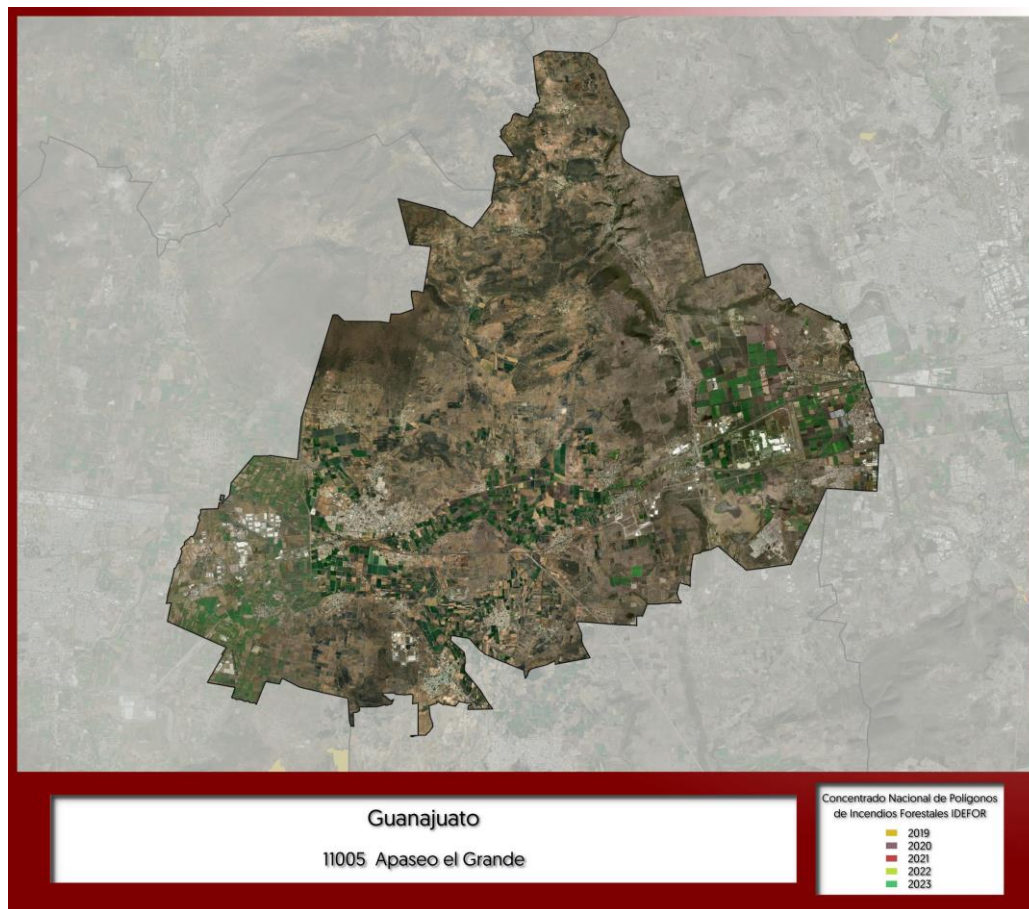 Guanajuato
11005 Apaseo el Grande
Concentrado Nacional de Polígonos
de Incendios Forestales IDEFOR
2019
2020
2021
2022
2023